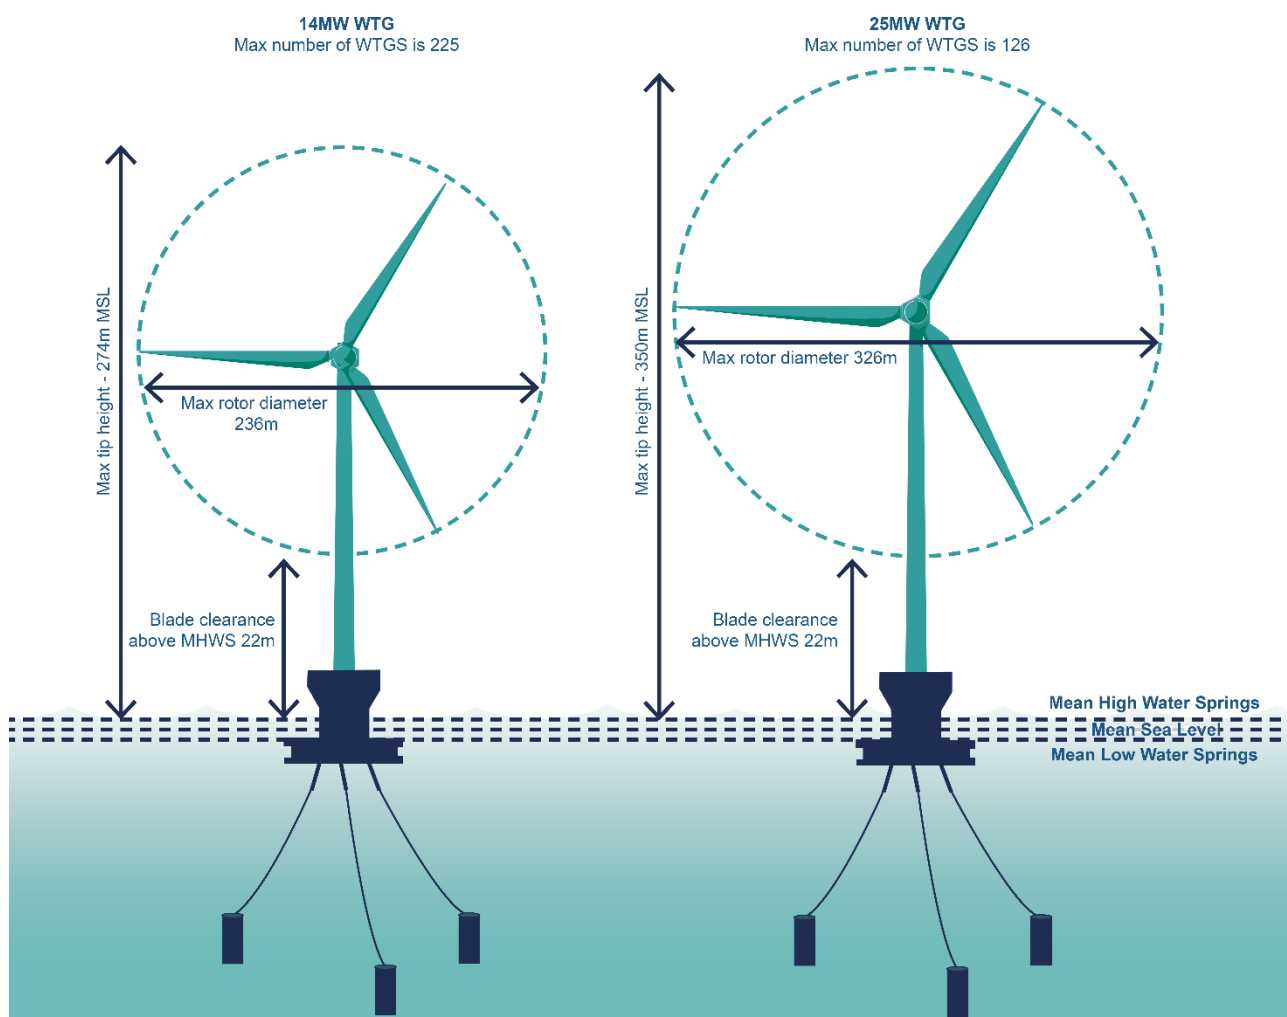 14MW WTG
Max number of WTGS is 225
Max tip height - 274m MSL
Max rotor diameter
236m
Blade clearance
above MHWS 22m
25MW WTG
Max number of WTGS is 126
Max tip height - 350m MSL
Max rotor diameter 326m
Blade clearance
above MHWS 22m
Mean High Water Springs
Mean Sea Level
Mean Low Water Springs